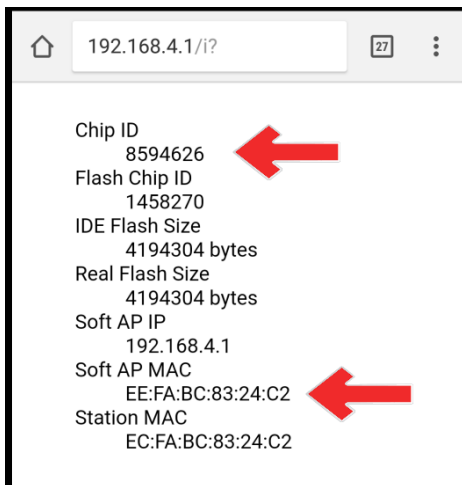 192.168.4.1/i?
27
Chip ID
8594626
Flash Chip ID
1458270
IDE Flash Size
4194304 bytes
Real Flash Size
4194304 bytes
Soft AP IP
192.168.4.1
Soft AP MAC
EE:FA:BC:83:24:C2
Station MAC
EC:FA:BC:83:24:C2